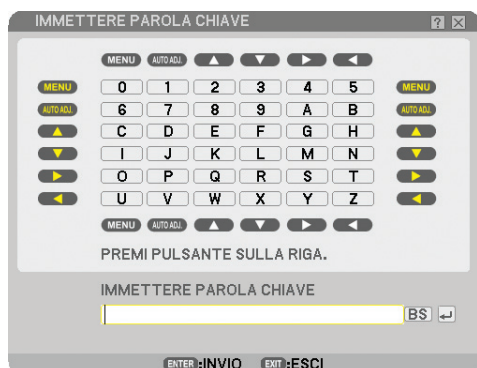 IMMETTERE PAROLA CHIAVE ?
MENU AUTO ADJ.
MENU 0 1 2 3 4 5 MENU
AUTO ADJ. 6 7 8 9 A B AUTO ADJ.
C D E F G H
I J K L M N
O P Q R S T
U V W X Y Z
MENU AUTO ADJ.
PREMI PULSANTE SULLA RIGA.
IMMETTERE PAROLA CHIAVE
BS
ENTER :INVIO EXIT :ESCI